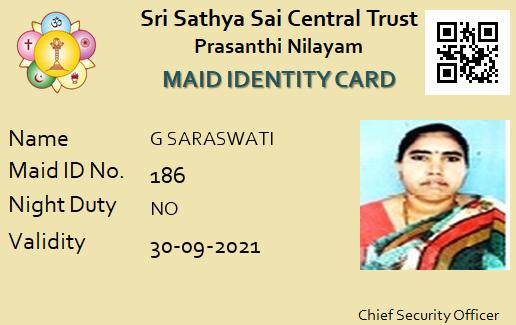 Sri Sathya Sai Central Trust
Prasanthi Nilayam
MAID IDENTITY CARD
Name G SARASWATI
Maid ID No. 186
Night Duty NO
Validity 30-09-2021
Chief Security Officer